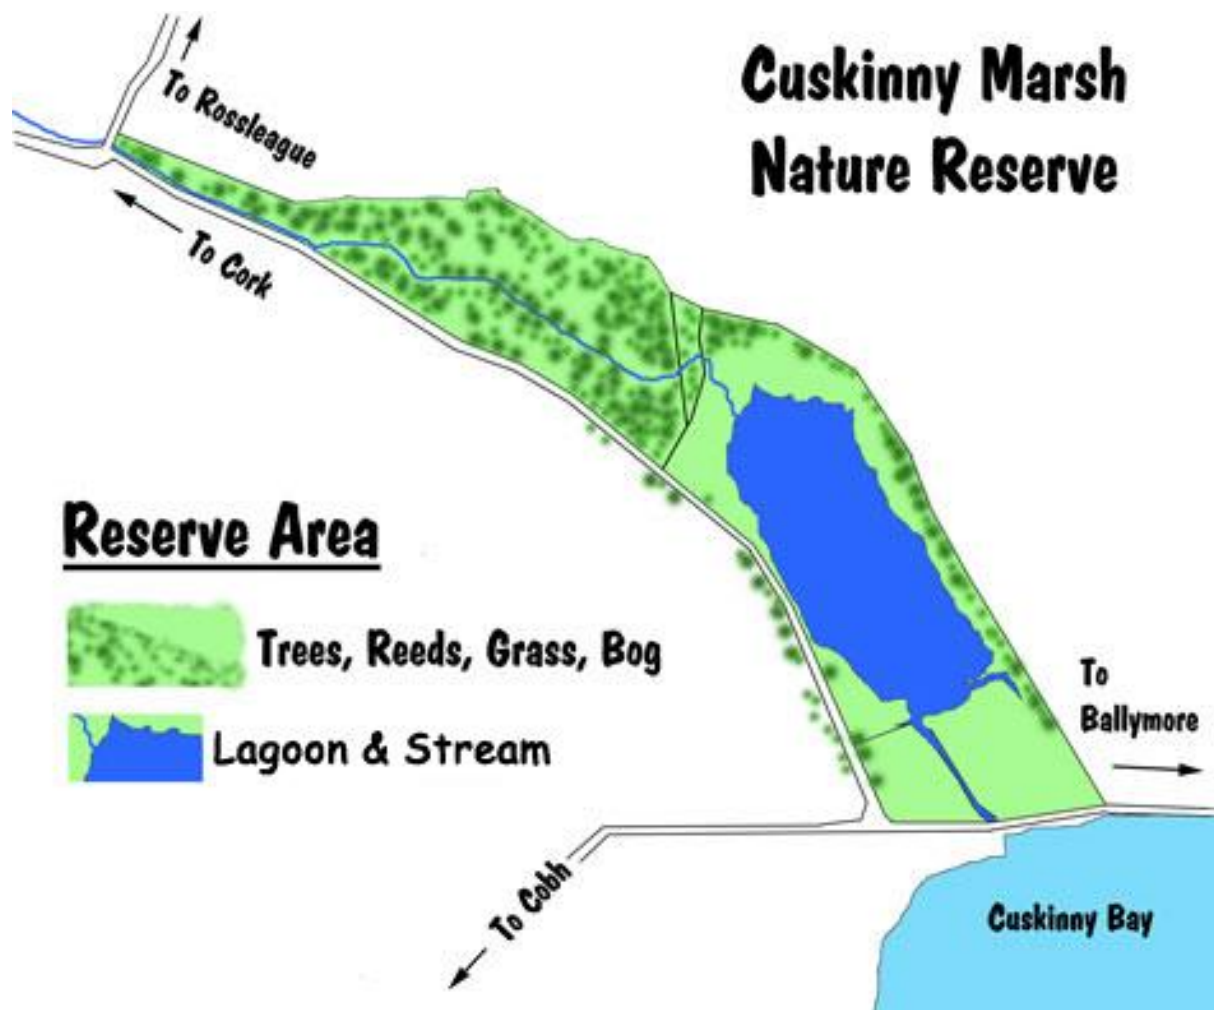 Cuskinny Marsh
Nature Reserve
To Rossleague
To Cork
Reserve Area
Trees, Reeds, Grass, Bog
Lagoon & Stream
To
Ballymore
To Cobh
Cuskinny Bay